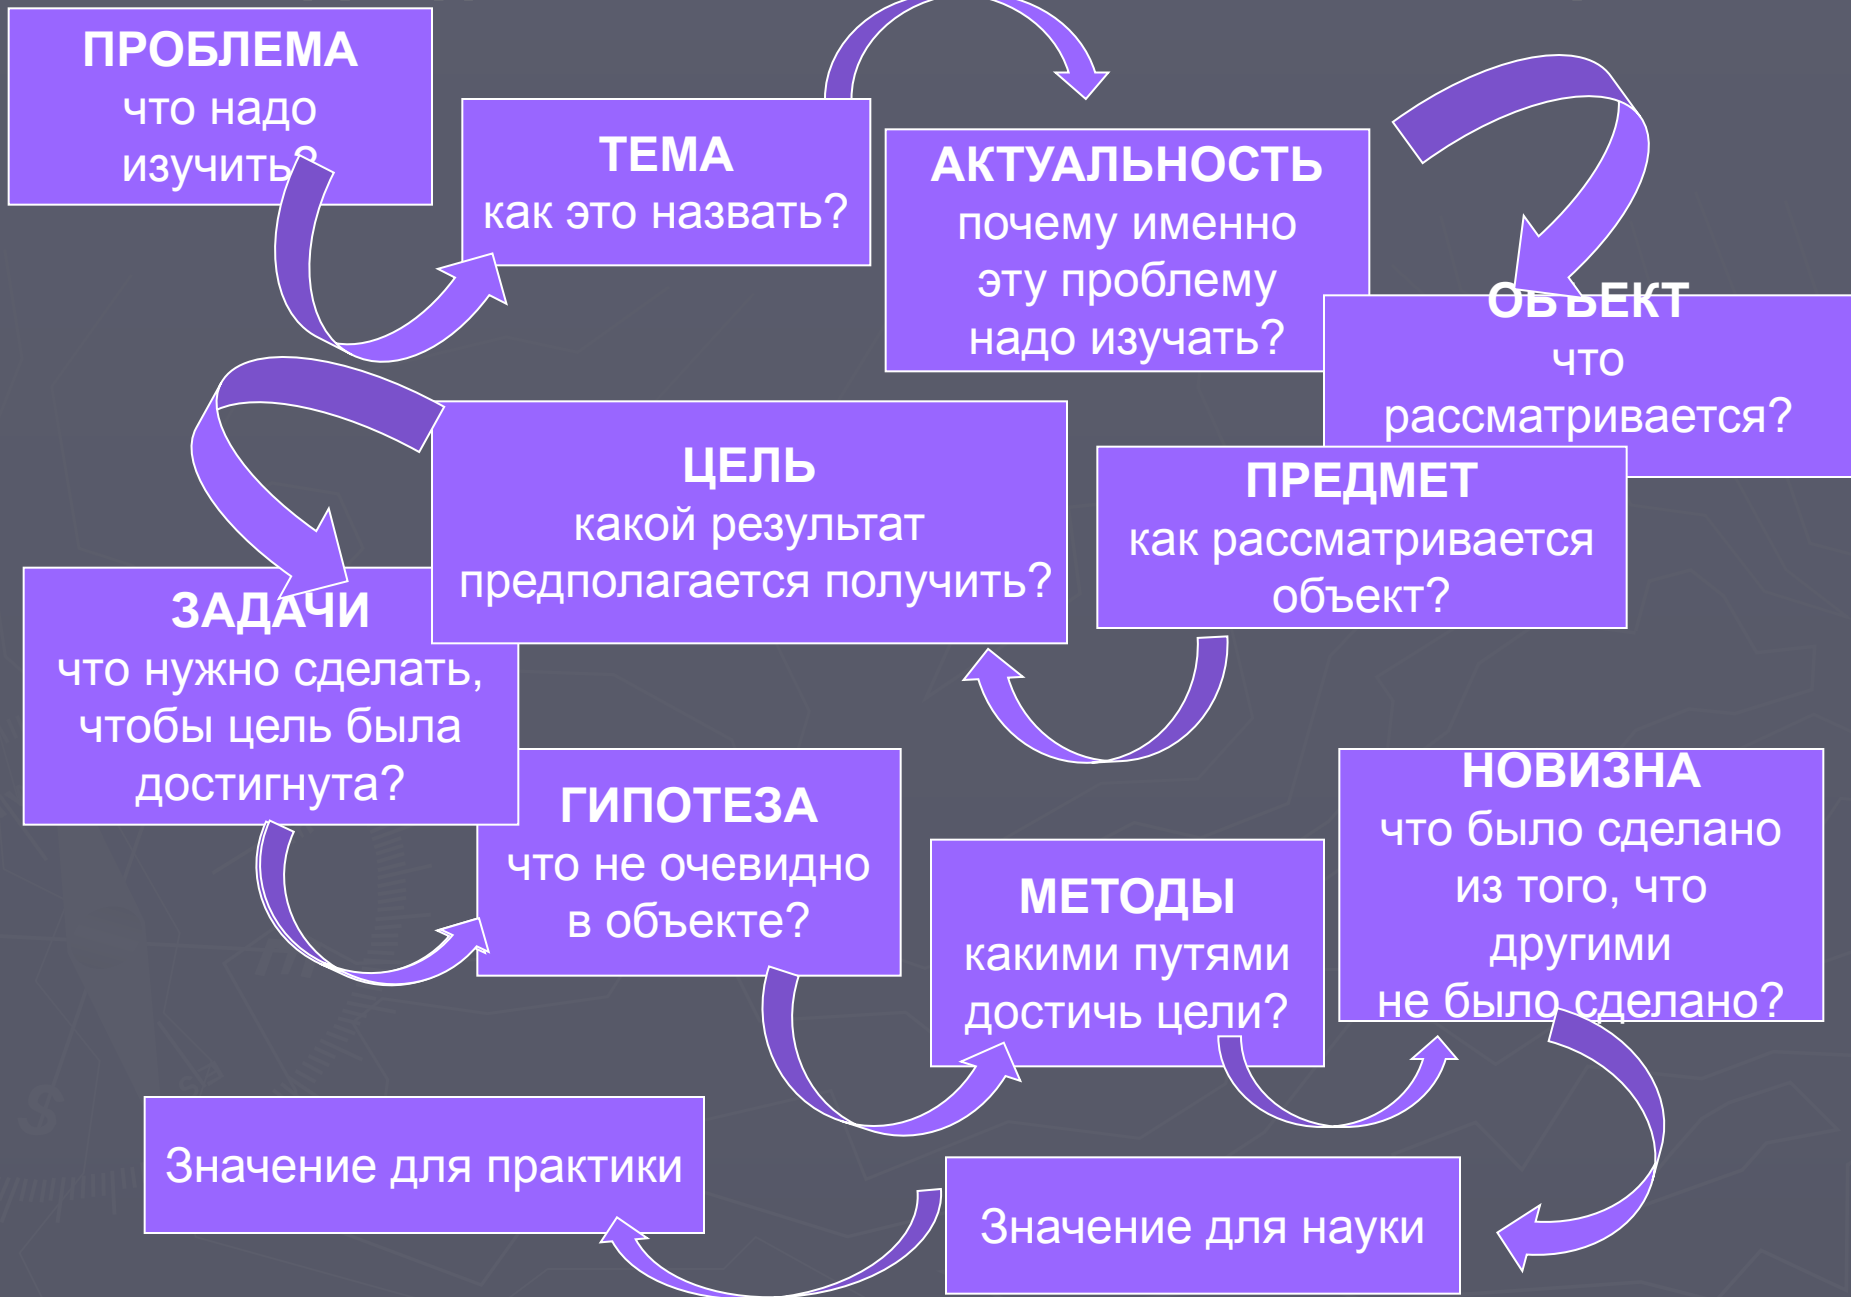 ПРОБЛЕМА
что надо
изучить?
ТЕМА
как это назвать?
АКТУАЛЬНОСТЬ
почему именно
эту проблему
надо изучать?
ОБЪЕКТ
что
рассматривается?
ПРЕДМЕТ
как рассматривается
объект?
ЦЕЛЬ
какой результат
предполагается получить?
ЗАДАЧИ
что нужно сделать,
чтобы цель была
достигнута?
ГИПОТЕЗА
что не очевидно
в объекте?
МЕТОДЫ
какими путями
достичь цели?
НОВИЗНА
что было сделано
из того, что
другими
не было сделано?
Значение для науки
Значение для практики